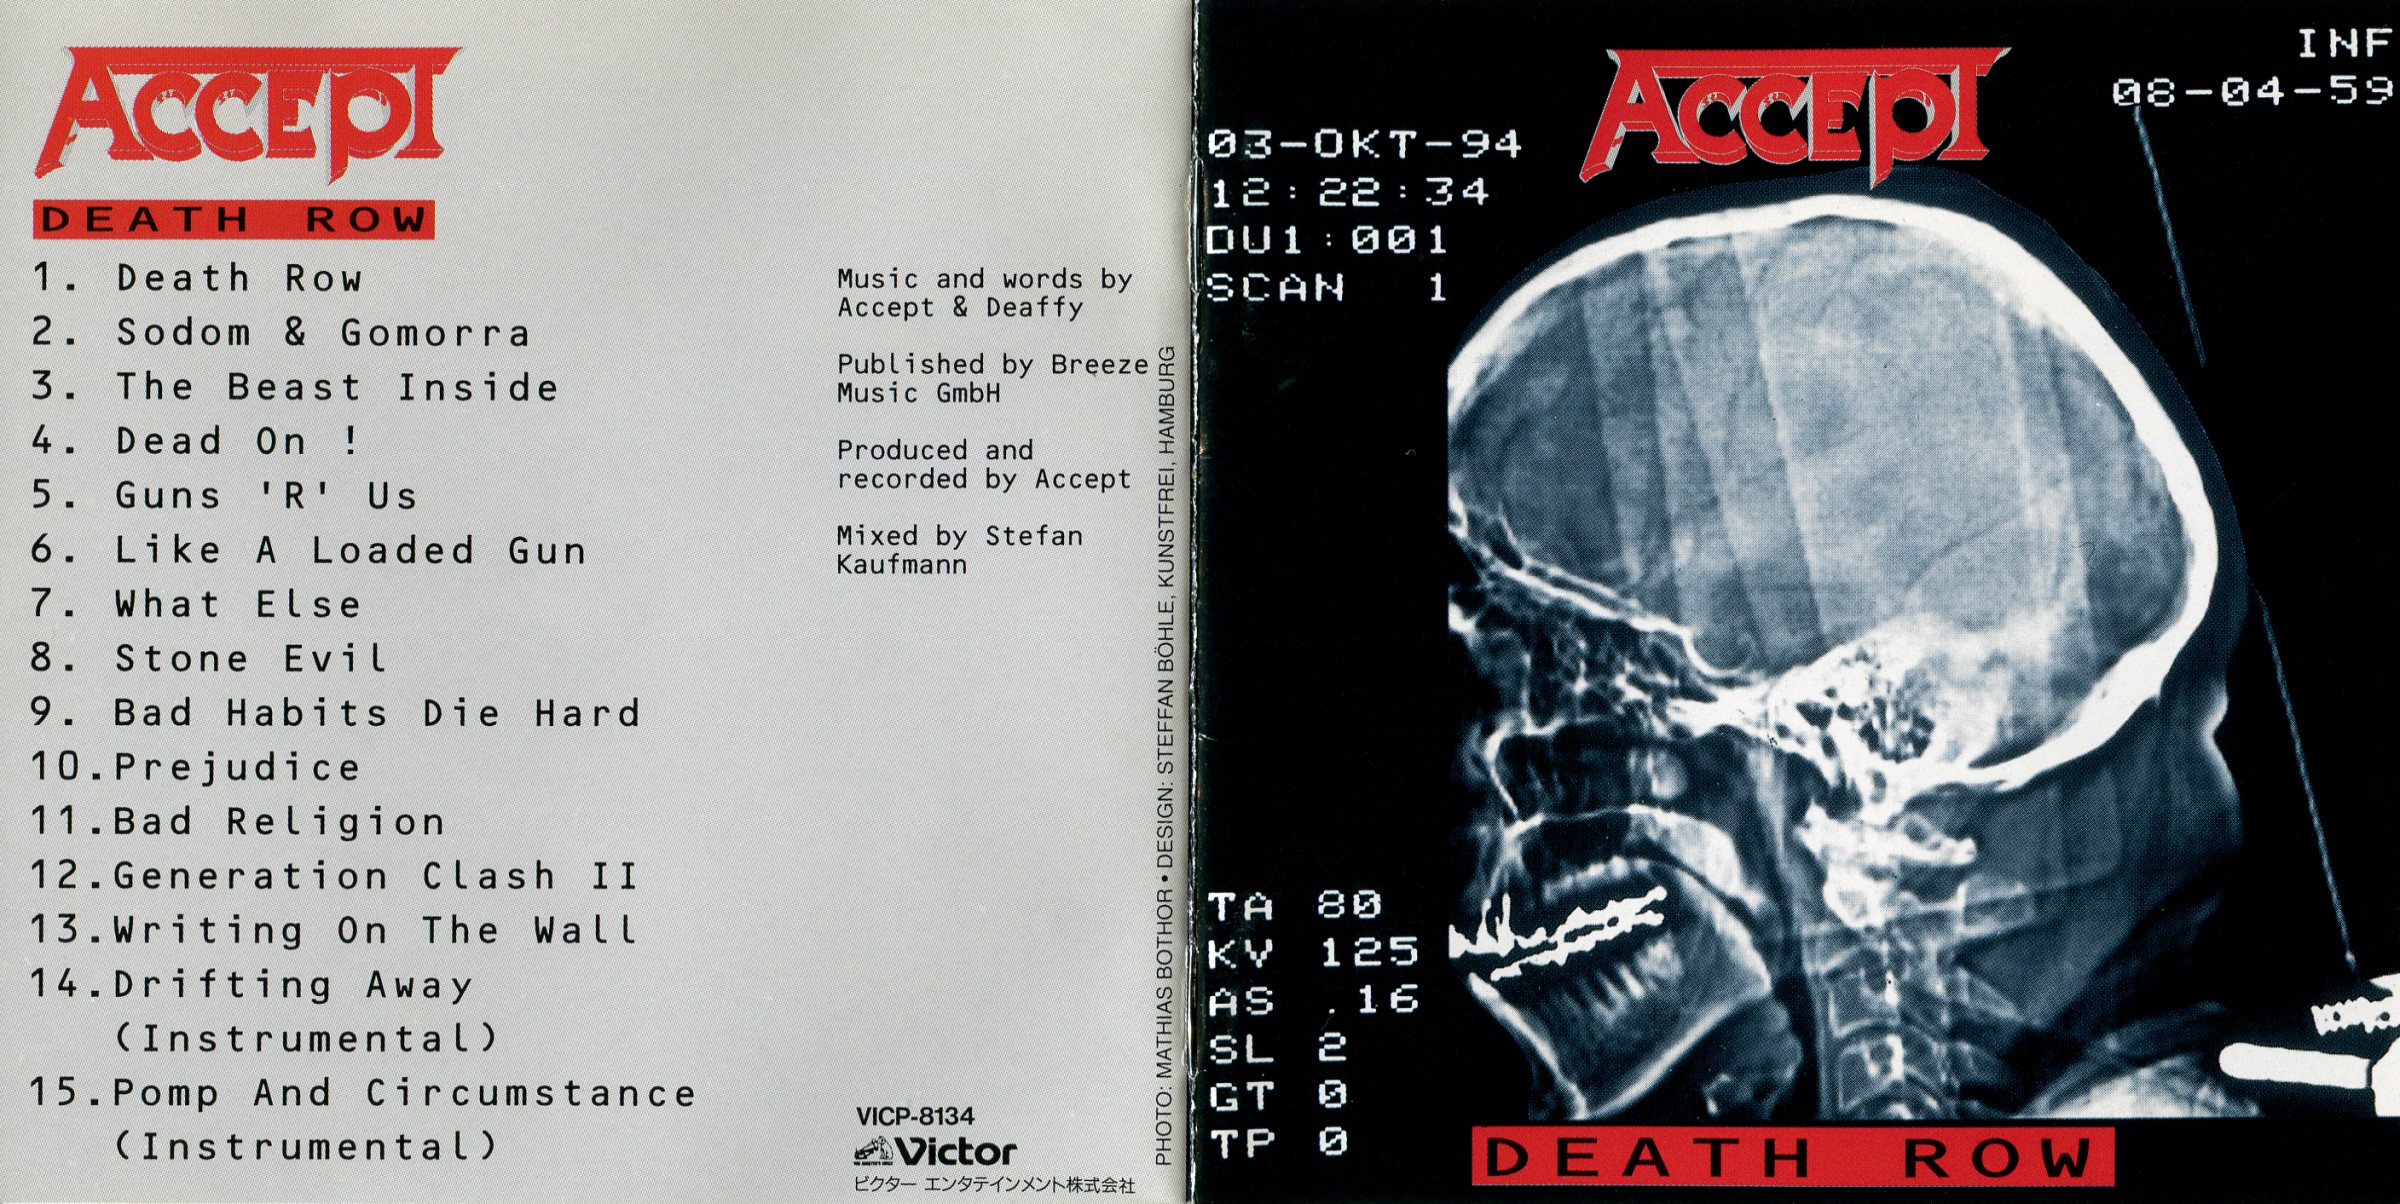 ACCEPT
DEATH ROW
1. Death Row
2. Sodom & Gomorra
3. The Beast Inside
4. Dead On !
5. Guns 'R' Us
6. Like A Loaded Gun
7. What Else
8. Stone Evil
9. Bad Habits Die Hard
10. Prejudice
11. Bad Religion
12. Generation Clash II
13. Writing On The Wall
14. Drifting Away
(Instrumental)
15. Pomp And Circumstance
(Instrumental)
Music and words by
Accept & Deaffy
Published by Breeze
Music GmbH
Produced and
recorded by Accept
Mixed by Stefan
Kaufmann
VICP-8134
Victor
ビクター エンタテインメント株式会社
PHOTO: MATHIAS BOTHOR • DESIGN: STEFFAN BÖHLE, KUNSTFREI, HAMBURG
ACCEPT
INF
08-04-59
03-OKT-94
12:22:34
DU1:001
SCAN 1
TA 80
KV 125
AS .16
SL 2
GT 0
TP 0
DEATH ROW